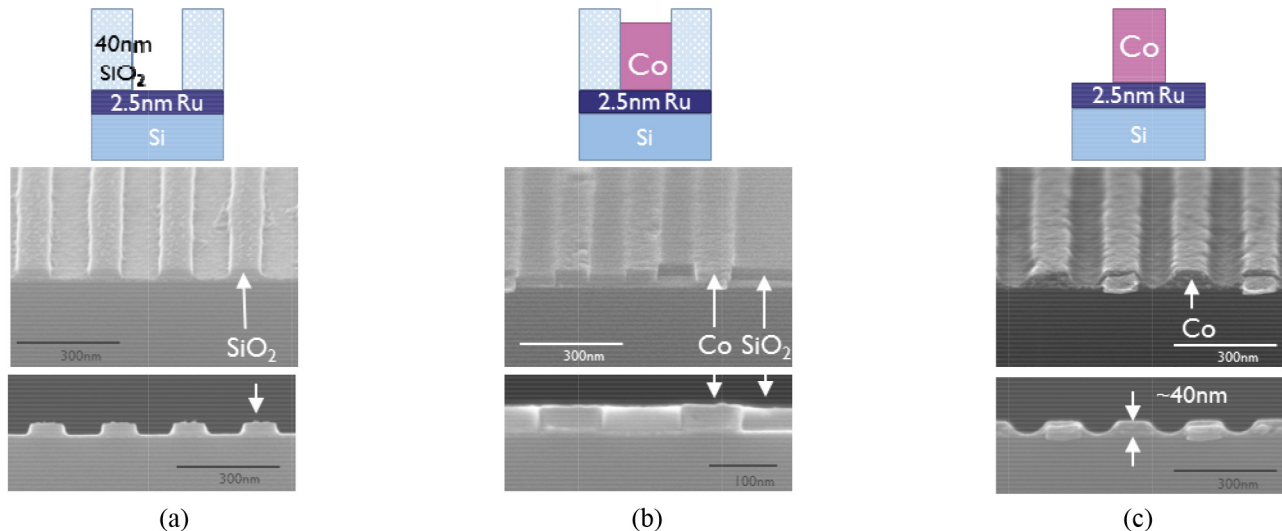 40nm
SiO₂
2.5nm Ru
Si
300nm
SiO₂
300nm
(a)
Co
2.5nm Ru
Si
300nm
Co SiO₂
100nm
(b)
Co
2.5nm Ru
Si
Co
300nm
~40nm
300nm
(c)